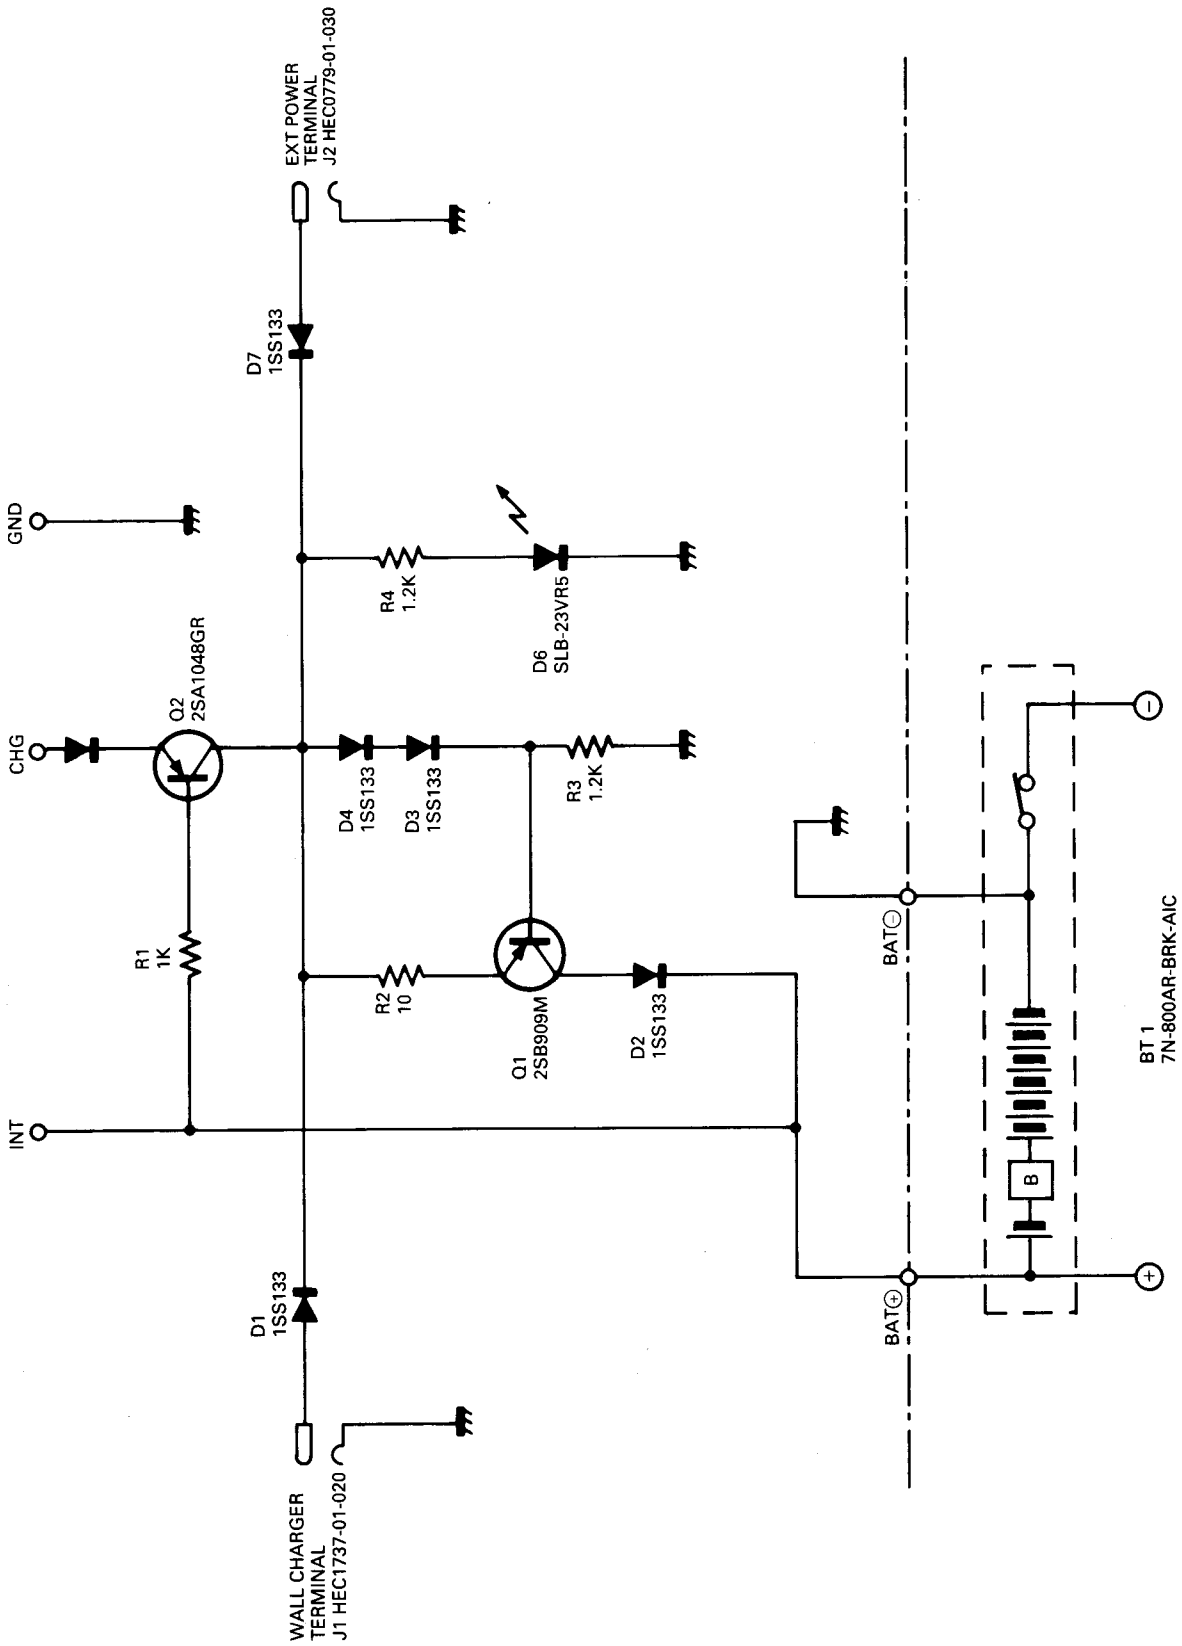 INT
CHG
GND
R1
1K
Q2
2SA1048GR
WALL CHARGER
TERMINAL
J1 HEC1737-01-020
D1
1SS133
D7
1SS133
EXT POWER
TERMINAL
J2 HEC0779-01-030
R2
10
D4
1SS133
D3
1SS133
R4
1.2K
Q1
2SB909M
R3
1.2K
D6
SLB-23VR5
D2
1SS133
BAT⊕
BAT⊖
B
+
−
BT 1
7N-800AR-BRK-AIC